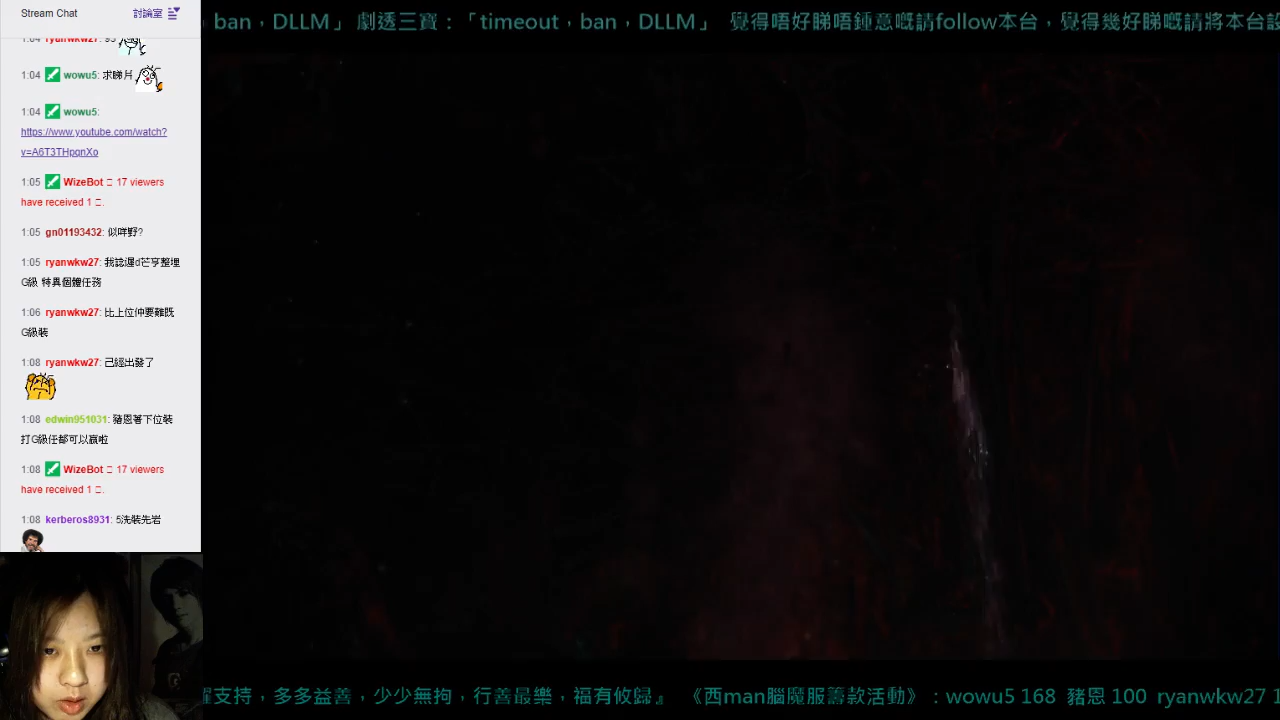 Stream Chat
討論室
ban，DLLM」 劇透三寶：「timeout，ban，DLLM」 覺得唔好睇唔鍾意嘅請follow本台，覺得幾好睇嘅請將本台設
1:04 ryanwkw27: 93
1:04 wowu5: 求睇片
1:04 wowu5:
https://www.youtube.com/watch?
v=A6T3THpqnXo
1:05 WizeBot 17 viewers
have received 1
1:05 gn01193432: 似咩野?
1:05 ryanwkw27: 我諗遲d芒亨整埋
G級 特異個體任務
1:06 ryanwkw27: 比上位仲要難既
G級裝
1:08 ryanwkw27: 己經出發了
1:08 edwin951031: 豬恩著下位裝
打G級任都可以贏啦
1:08 WizeBot 17 viewers
have received 1
1:08 kerberos8931: 5洗裝先岩
支持，多多益善，少少無拘，行善最樂，福有攸歸』 《西man腦魔服籌款活動》：wowu5 168 豬恩 100 ryanwkw27